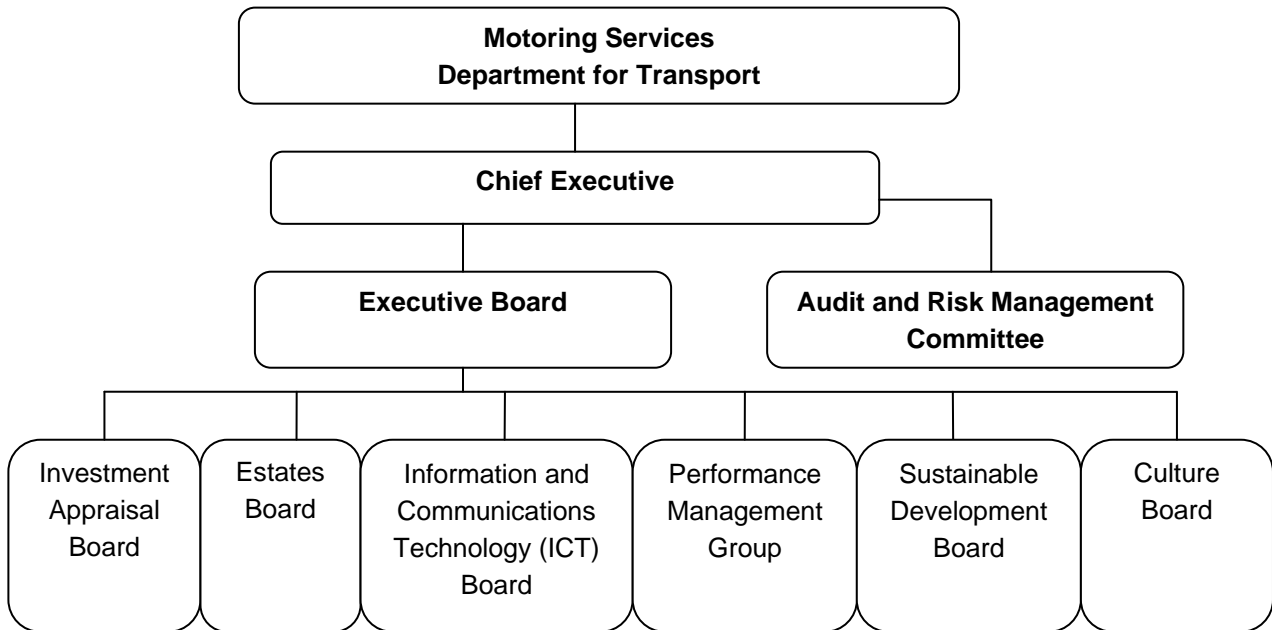 Motoring Services
Department for Transport
Chief Executive
Executive Board
Audit and Risk Management
Committee
Investment
Appraisal
Board
Estates
Board
Information and
Communications
Technology (ICT)
Board
Performance
Management
Group
Sustainable
Development
Board
Culture
Board